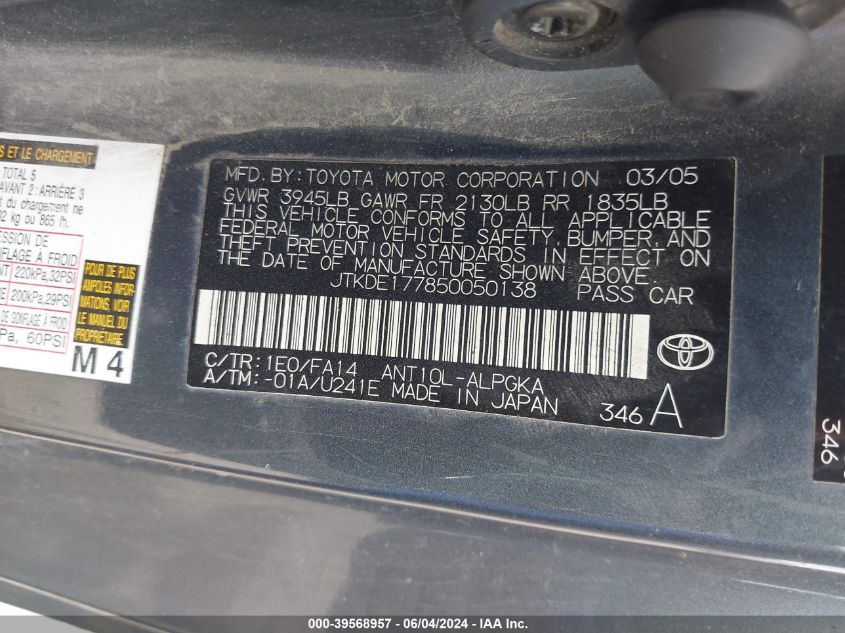 S ET LE CHARGEMENT
TOTAL 5
AVANT 2 : ARRIÈRE 3
t du chargement ne
2 kg ou 865 lb.
ESSION DE
NFLAGE À FROID
NT 220kPa,32PSI
E 200kPa,29PSI
DE GONFLAGE À FROID
Pa, 60PSI
POUR DE PLUS
AMPLES INFOR-
MATIONS, VOIR
LE MANUEL DU
PROPRIÉTAIRE.
M 4
MFD. BY: TOYOTA MOTOR CORPORATION 03/05
GVWR 3945LB GAWR FR 2130LB RR 1835LB
THIS VEHICLE CONFORMS TO ALL APPLICABLE
FEDERAL MOTOR VEHICLE SAFETY, BUMPER, AND
THEFT PREVENTION STANDARDS IN EFFECT ON
THE DATE OF MANUFACTURE SHOWN ABOVE.
JTKDE177850050138 PASS CAR
C/TR: 1E0/FA14 ANT10L-ALPGKA
A/TM: -01A/U241E MADE IN JAPAN
346 A
346
000-39568957 - 06/04/2024 - IAA Inc.